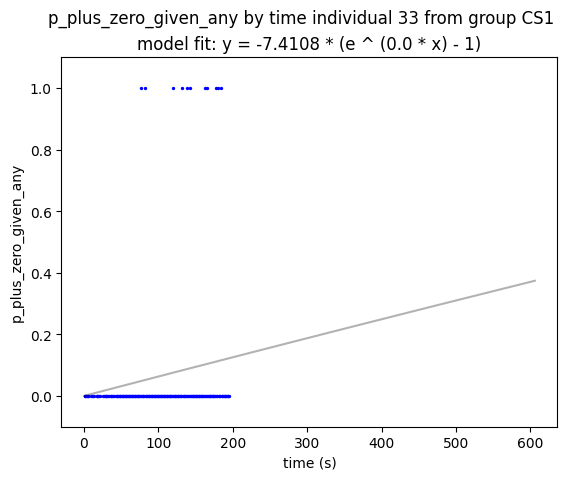 p_plus_zero_given_any by time individual 33 from group CS1
model fit: y = -7.4108 * (e ^ (0.0 * x) - 1)
1.0
0.8
0.6
0.4
0.2
0.0
p_plus_zero_given_any
0 100 200 300 400 500 600
time (s)